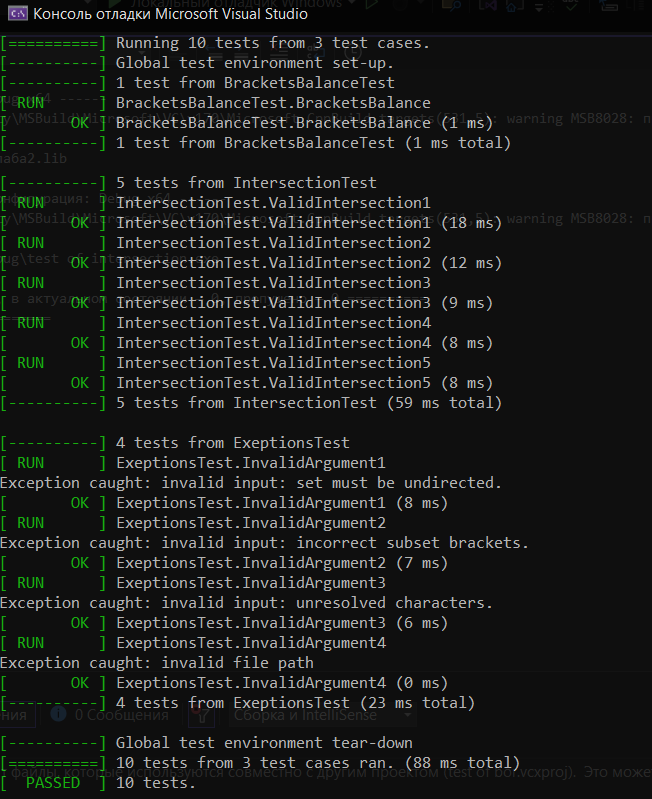 Консоль отладки Microsoft Visual Studio
[==========] Running 10 tests from 3 test cases.
[----------] Global test environment set-up.
[----------] 1 test from BracketsBalanceTest
[ RUN      ] BracketsBalanceTest.BracketsBalance
[       OK ] BracketsBalanceTest.BracketsBalance (1 ms)
[----------] 1 test from BracketsBalanceTest (1 ms total)

[----------] 5 tests from IntersectionTest
[ RUN      ] IntersectionTest.ValidIntersection1
[       OK ] IntersectionTest.ValidIntersection1 (18 ms)
[ RUN      ] IntersectionTest.ValidIntersection2
[       OK ] IntersectionTest.ValidIntersection2 (12 ms)
[ RUN      ] IntersectionTest.ValidIntersection3
[       OK ] IntersectionTest.ValidIntersection3 (9 ms)
[ RUN      ] IntersectionTest.ValidIntersection4
[       OK ] IntersectionTest.ValidIntersection4 (8 ms)
[ RUN      ] IntersectionTest.ValidIntersection5
[       OK ] IntersectionTest.ValidIntersection5 (8 ms)
[----------] 5 tests from IntersectionTest (59 ms total)

[----------] 4 tests from ExeptionsTest
[ RUN      ] ExeptionsTest.InvalidArgument1
Exception caught: invalid input: set must be undirected.
[       OK ] ExeptionsTest.InvalidArgument1 (8 ms)
[ RUN      ] ExeptionsTest.InvalidArgument2
Exception caught: invalid input: incorrect subset brackets.
[       OK ] ExeptionsTest.InvalidArgument2 (7 ms)
[ RUN      ] ExeptionsTest.InvalidArgument3
Exception caught: invalid input: unresolved characters.
[       OK ] ExeptionsTest.InvalidArgument3 (6 ms)
[ RUN      ] ExeptionsTest.InvalidArgument4
Exception caught: invalid file path
[       OK ] ExeptionsTest.InvalidArgument4 (0 ms)
[----------] 4 tests from ExeptionsTest (23 ms total)

[----------] Global test environment tear-down
[==========] 10 tests from 3 test cases ran. (88 ms total)
[  PASSED  ] 10 tests.